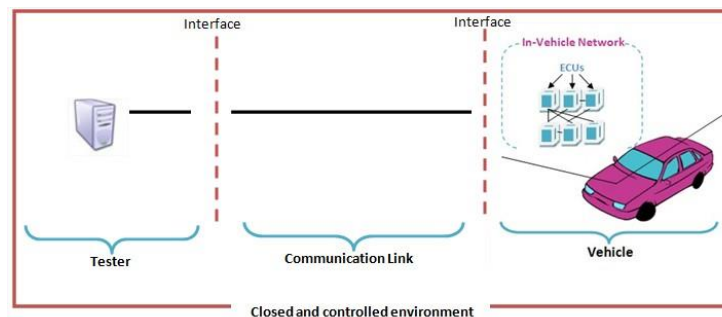 Interface
Interface
In-Vehicle Network
ECUs
Tester
Communication Link
Vehicle
Closed and controlled environment